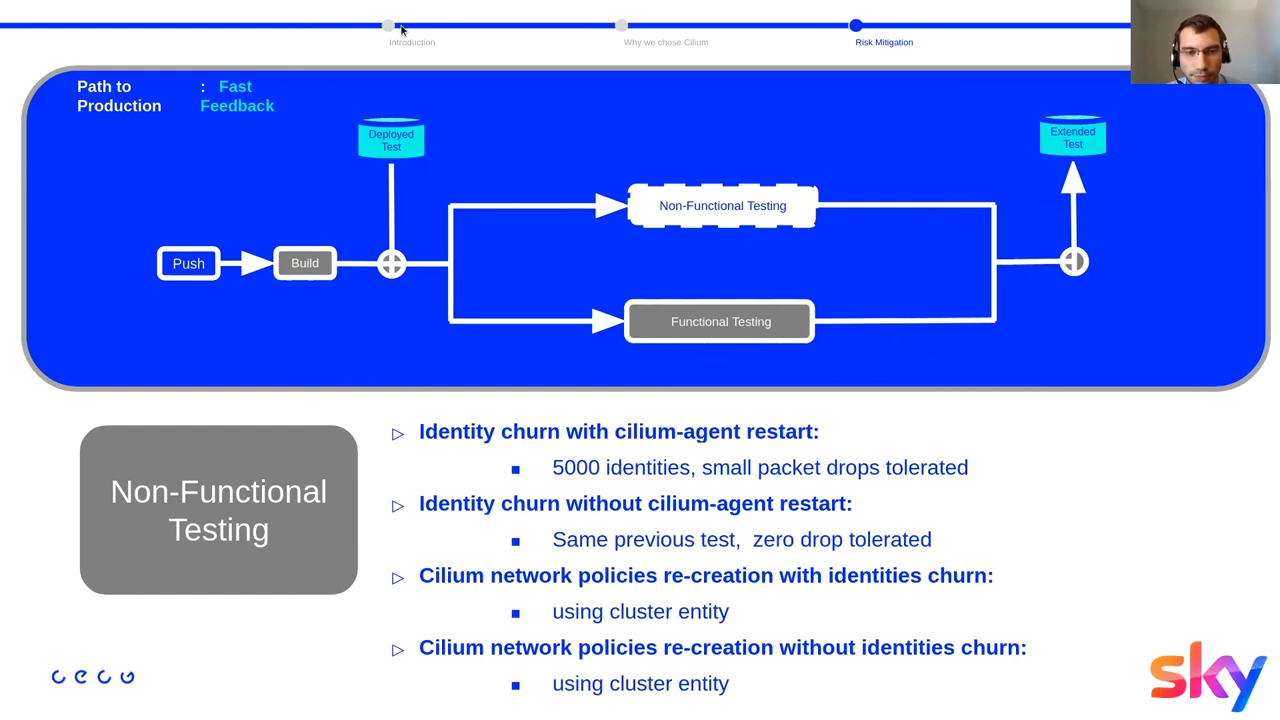 Introduction
Why we chose Cilium
Risk Mitigation
Path to : Fast
Production Feedback
Deployed
Test
Extended
Test
Non-Functional Testing
Push
Build
Functional Testing
Non-Functional
Testing
▷ Identity churn with cilium-agent restart:
▪ 5000 identities, small packet drops tolerated
▷ Identity churn without cilium-agent restart:
▪ Same previous test, zero drop tolerated
▷ Cilium network policies re-creation with identities churn:
▪ using cluster entity
▷ Cilium network policies re-creation without identities churn:
▪ using cluster entity
cecg
sky